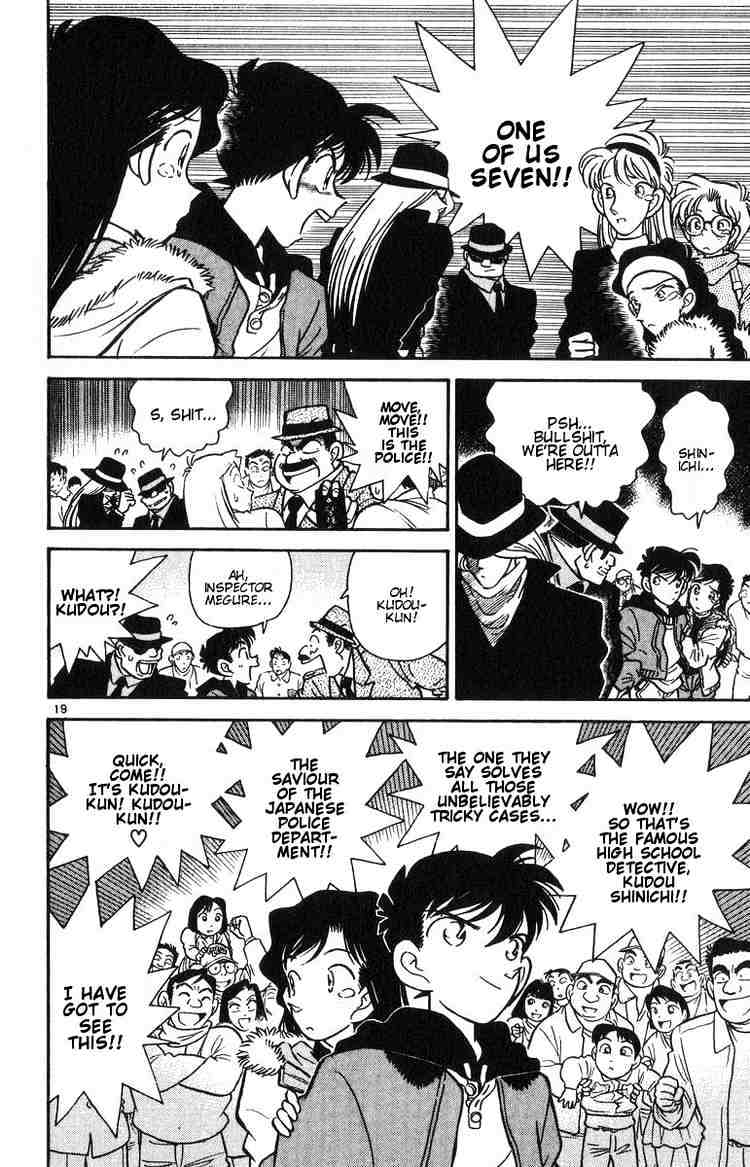 ONE
OF US
SEVEN!!
SHIN-
ICHI...
PSH...
BULLSHIT,
WE'RE OUTTA
HERE!!
MOVE,
MOVE!!
THIS
IS THE
POLICE!!
S, SHIT...
OH!
KUDOU-
KUN!
AH,
INSPECTOR
MEGURE...
WHAT?!
KUDOU?!
19
WOW!!
SO THAT'S
THE FAMOUS
HIGH SCHOOL
DETECTIVE,
KUDOU
SHINICHI!!
THE ONE THEY
SAY SOLVES
ALL THOSE
UNBELIEVABLY
TRICKY CASES...
THE
SAVIOUR
OF THE
JAPANESE
POLICE
DEPART-
MENT!!
QUICK,
COME!!
IT'S KUDOU-
KUN! KUDOU-
KUN!!
♡
I HAVE
GOT TO
SEE
THIS!!